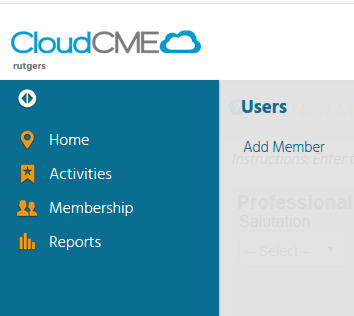 CloudCME
rutgers
Home
Activities
Membership
Reports
Users
Add Member
Instructions: Enter
Professional
Salutation
-- Select --